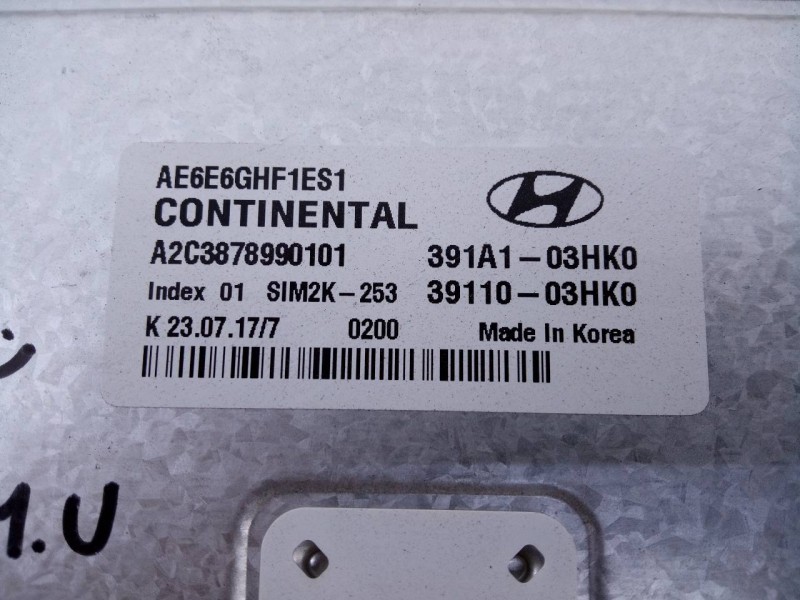 AE6E6GHF1ES1
CONTINENTAL
A2C3878990101 391A1-03HK0
Index 01 SIM2K-253 39110-03HK0
K 23.07.17/7 0200 Made In Korea
1.U